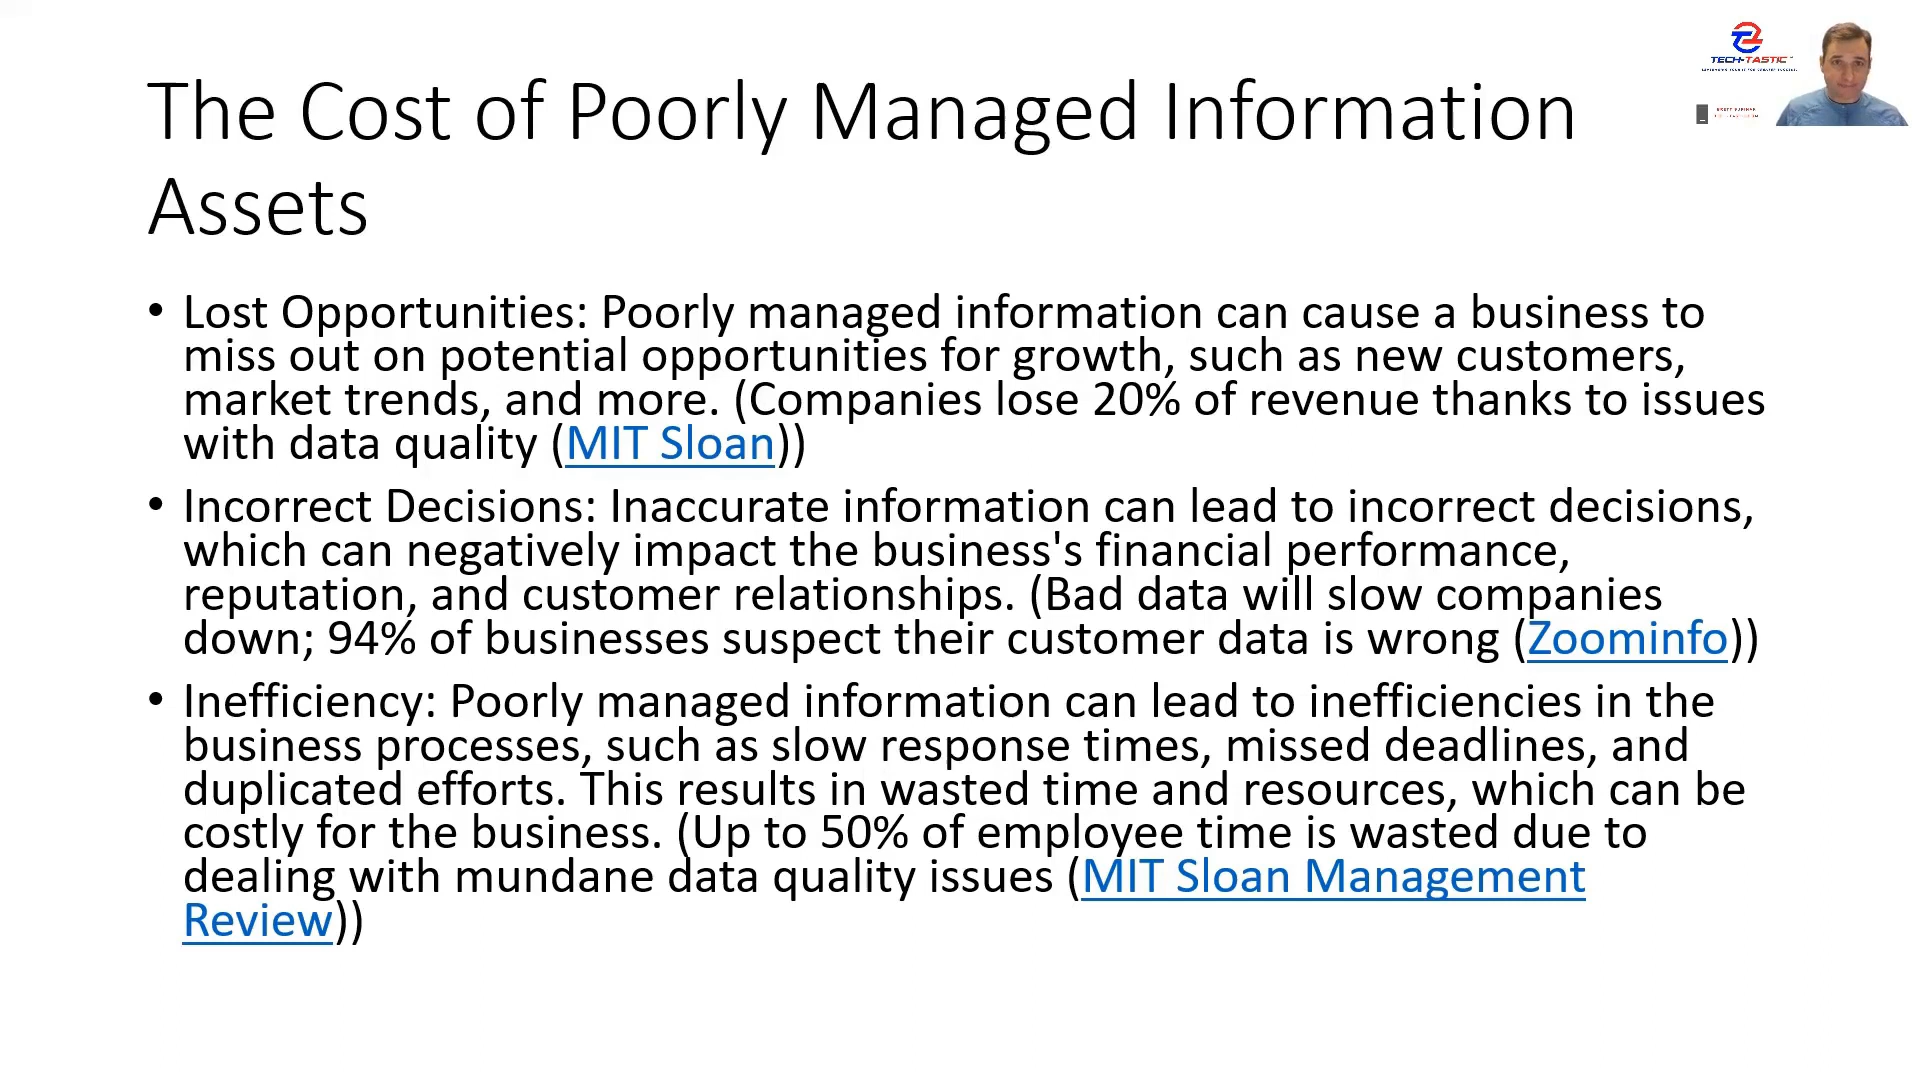 The Cost of Poorly Managed Information
Assets
• Lost Opportunities: Poorly managed information can cause a business to
miss out on potential opportunities for growth, such as new customers,
market trends, and more. (Companies lose 20% of revenue thanks to issues
with data quality (MIT Sloan))
• Incorrect Decisions: Inaccurate information can lead to incorrect decisions,
which can negatively impact the business's financial performance,
reputation, and customer relationships. (Bad data will slow companies
down; 94% of businesses suspect their customer data is wrong (Zoominfo))
• Inefficiency: Poorly managed information can lead to inefficiencies in the
business processes, such as slow response times, missed deadlines, and
duplicated efforts. This results in wasted time and resources, which can be
costly for the business. (Up to 50% of employee time is wasted due to
dealing with mundane data quality issues (MIT Sloan Management
Review))
TECH-TASTIC